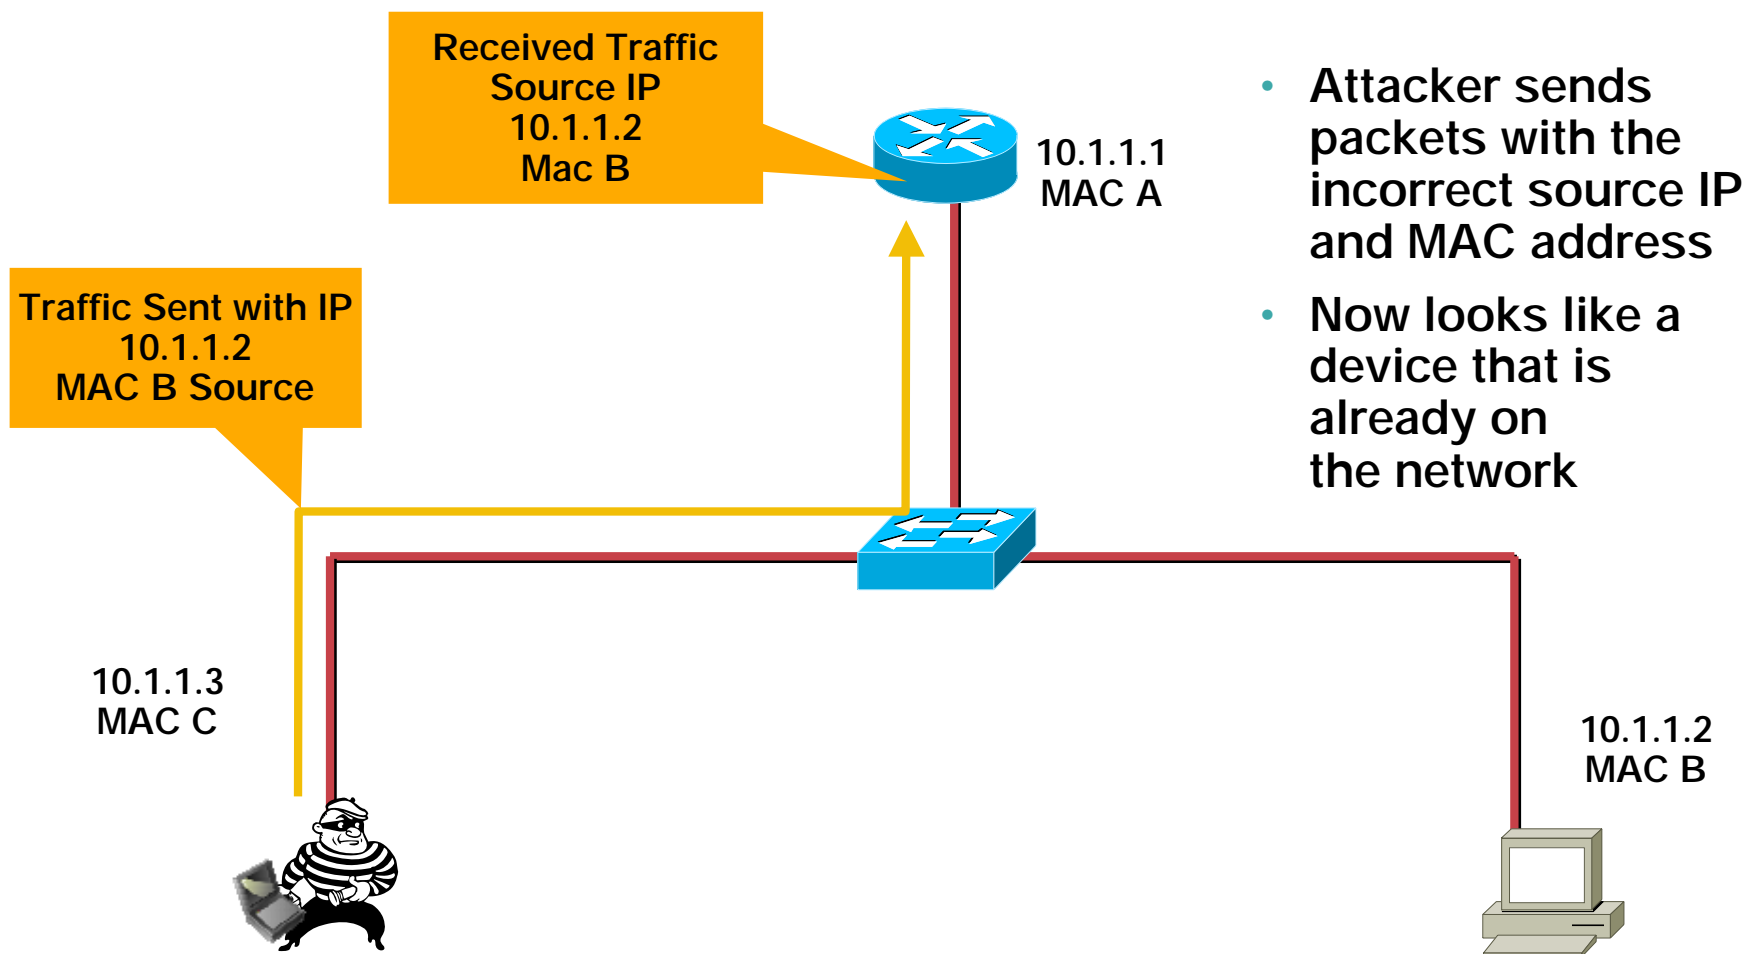 Received Traffic
Source IP
10.1.1.2
Mac B
10.1.1.1
MAC A
• Attacker sends
packets with the
incorrect source IP
and MAC address
• Now looks like a
device that is
already on
the network
Traffic Sent with IP
10.1.1.2
MAC B Source
10.1.1.3
MAC C
10.1.1.2
MAC B